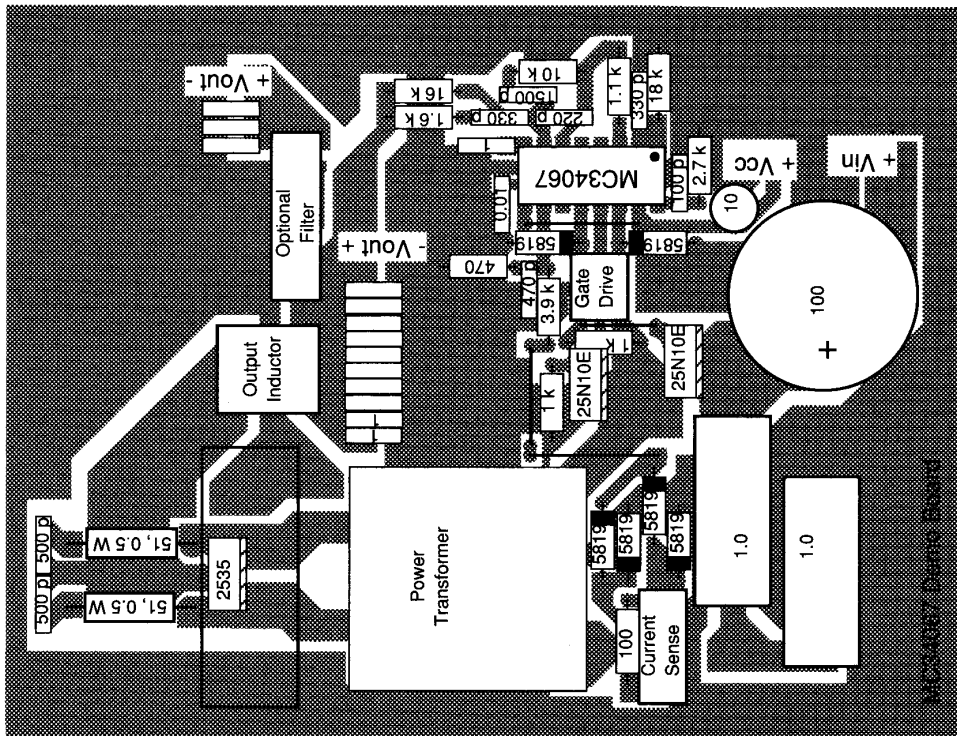 + Vout -
10 k
16 k
1500 p
1.6 k
330 p
220 p
1.1 k
330 p
18 k
1
MC34067
100 p
2.7 k
+ Vcc
+ Vin
10
0.01
Optional
Filter
- Vout +
5819
5819
470
470 p
3.9 k
Gate
Drive
100
+
Output
Inductor
1 k
25N10E
25N10E
1 k
1
1
500 p
500 p
51, 0.5 W
51, 0.5 W
2535
Power
Transformer
5819
5819
5819
5819
1.0
1.0
100
Current
Sense
MC34067 Demo Board